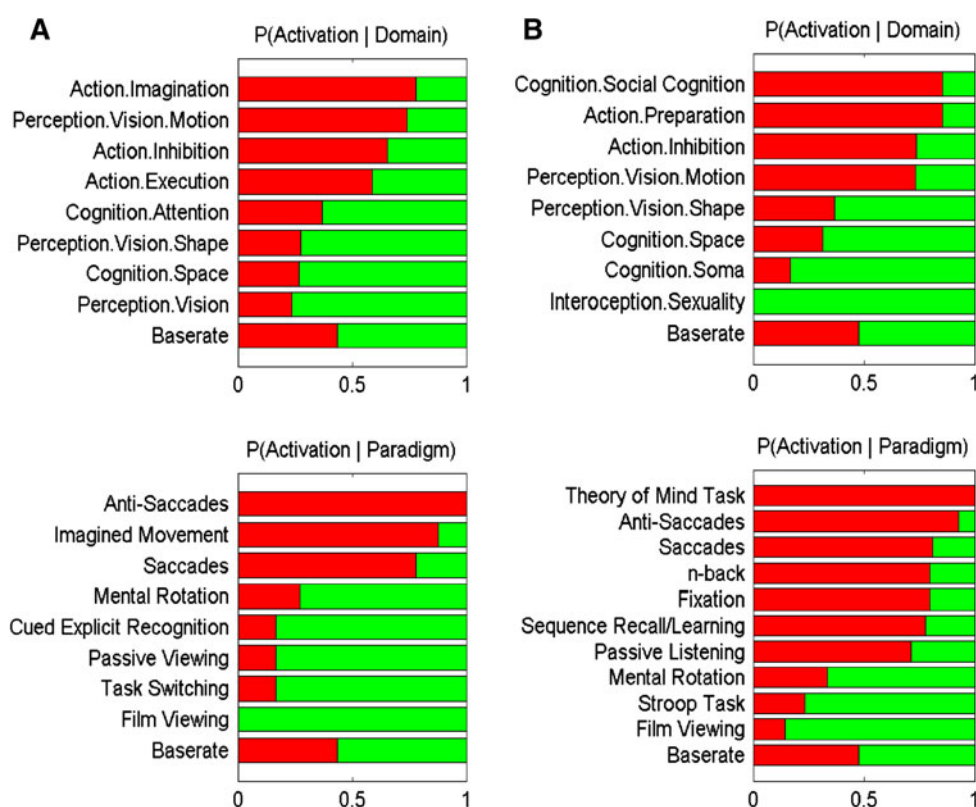 A
P(Activation | Domain)
Action.Imagination
Perception.Vision.Motion
Action.Inhibition
Action.Execution
Cognition.Attention
Perception.Vision.Shape
Cognition.Space
Perception.Vision
Baserate
0 0.5 1
P(Activation | Paradigm)
Anti-Saccades
Imagined Movement
Saccades
Mental Rotation
Cued Explicit Recognition
Passive Viewing
Task Switching
Film Viewing
Baserate
0 0.5 1
B
P(Activation | Domain)
Cognition.Social Cognition
Action.Preparation
Action.Inhibition
Perception.Vision.Motion
Perception.Vision.Shape
Cognition.Space
Cognition.Soma
Interoception.Sexuality
Baserate
0 0.5 1
P(Activation | Paradigm)
Theory of Mind Task
Anti-Saccades
Saccades
n-back
Fixation
Sequence Recall/Learning
Passive Listening
Mental Rotation
Stroop Task
Film Viewing
Baserate
0 0.5 1